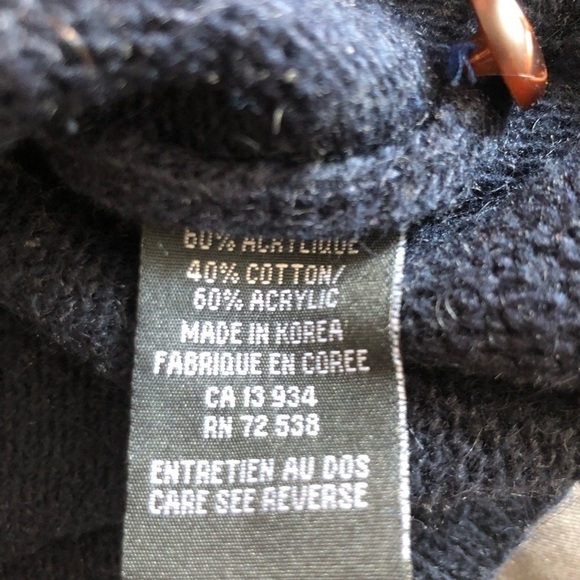 60% ACRYLIQUE
40% COTTON/
60% ACRYLIC
MADE IN KOREA
FABRIQUE EN COREE
CA 13 934
RN 72 538
ENTRETIEN AU DOS
CARE SEE REVERSE